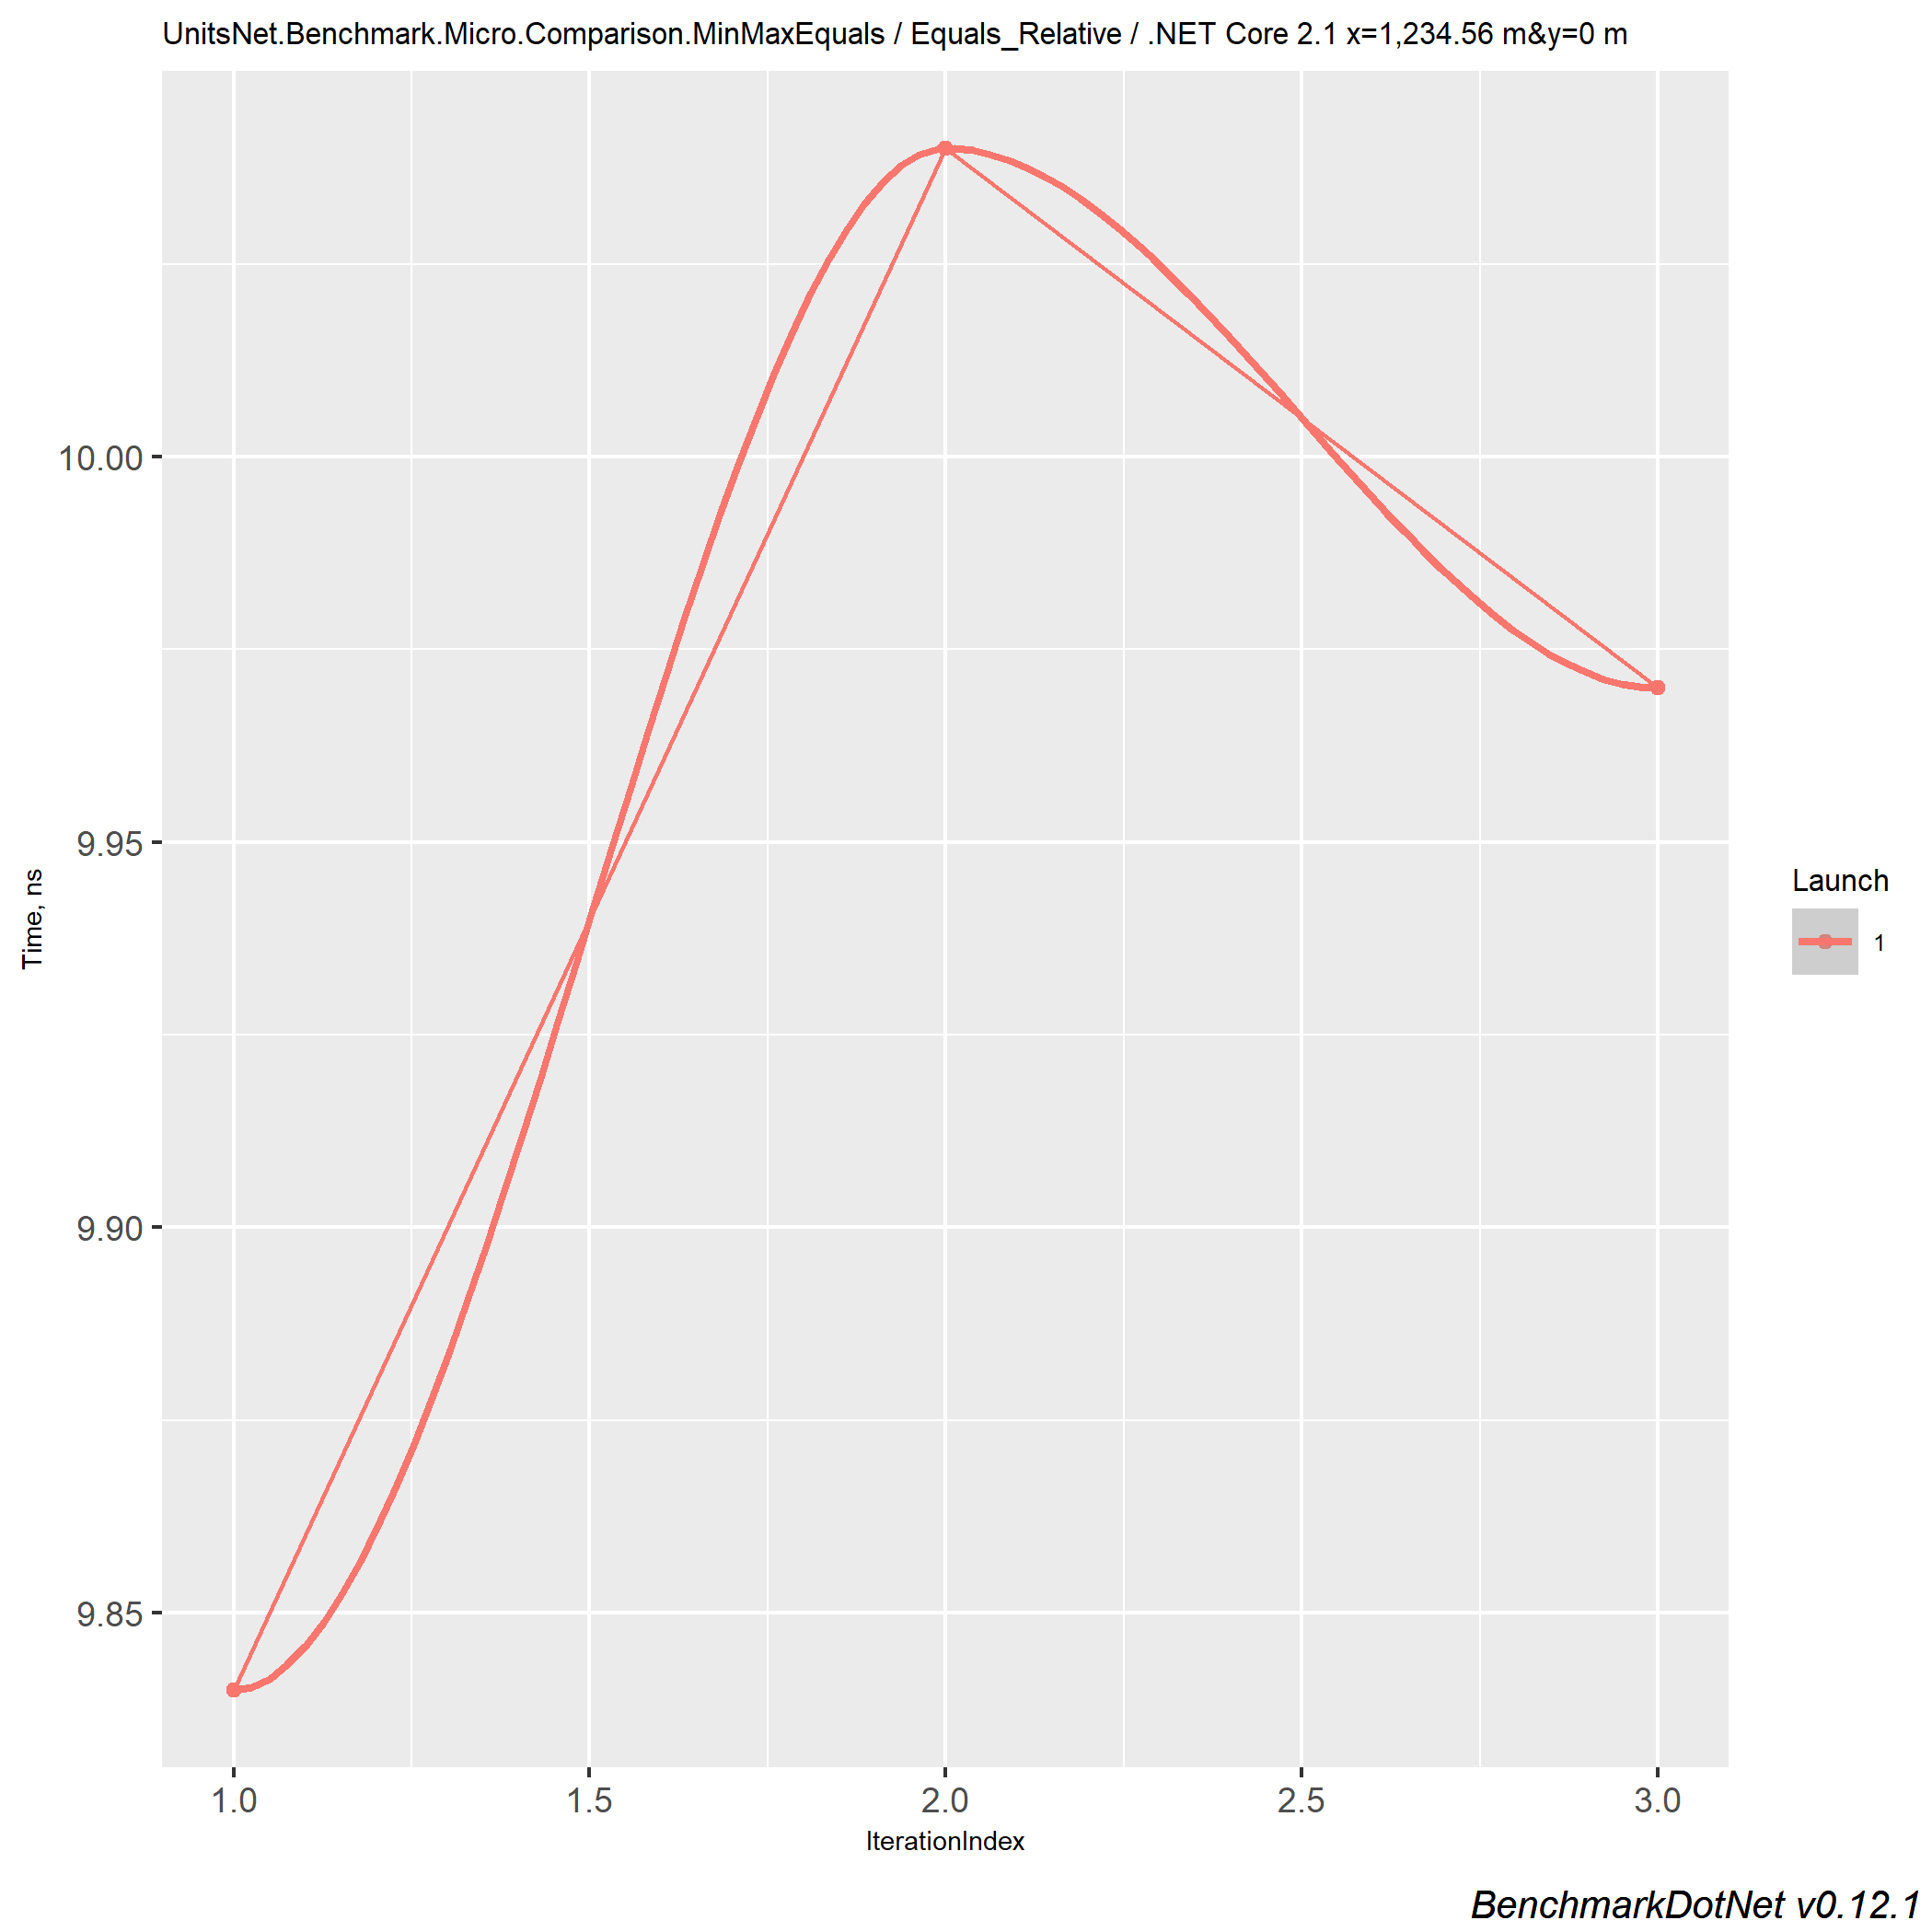 UnitsNet.Benchmark.Micro.Comparison.MinMaxEquals / Equals_Relative / .NET Core 2.1 x=1,234.56 m&y=0 m
10.00
9.95
9.90
9.85
Time, ns
1.0 1.5 2.0 2.5 3.0
IterationIndex
Launch
1
BenchmarkDotNet v0.12.1